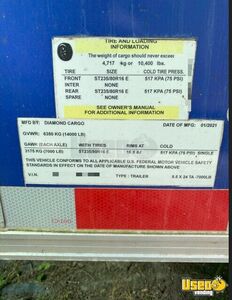 TIRE AND LOADING
INFORMATION
The weight of cargo should never exceed
4,717 kg or 10,400 lbs.
TIRE SIZE COLD TIRE PRESS.
FRONT ST235/80R16 E 517 KPA (75 PSI)
INTER NONE
REAR ST235/80R16 E 517 KPA (75 PSI)
SPARE NONE
SEE OWNER'S MANUAL
FOR ADDITIONAL INFORMATION
MFD BY: DIAMOND CARGO DATE OF MFG: 01/2021
GVWR: 6350 KG (14000 LB)
GAWR (EACH AXLE) WITH TIRES RIMS AT COLD
3175 KG (7000 LB) ST235/80R16 E 16 X 6J 517 KPA (75 PSI) SINGLE
THIS VEHICLE CONFORMS TO ALL APPLICABLE U.S. FEDERAL MOTOR VEHICLE SAFETY
STANDARDS IN EFFECT ON THE DATE OF MANUFACTURE SHOWN ABOVE
V.I.N. TYPE: TRAILER 8.5 X 24 TA -7000LB
Used
Vending
.com